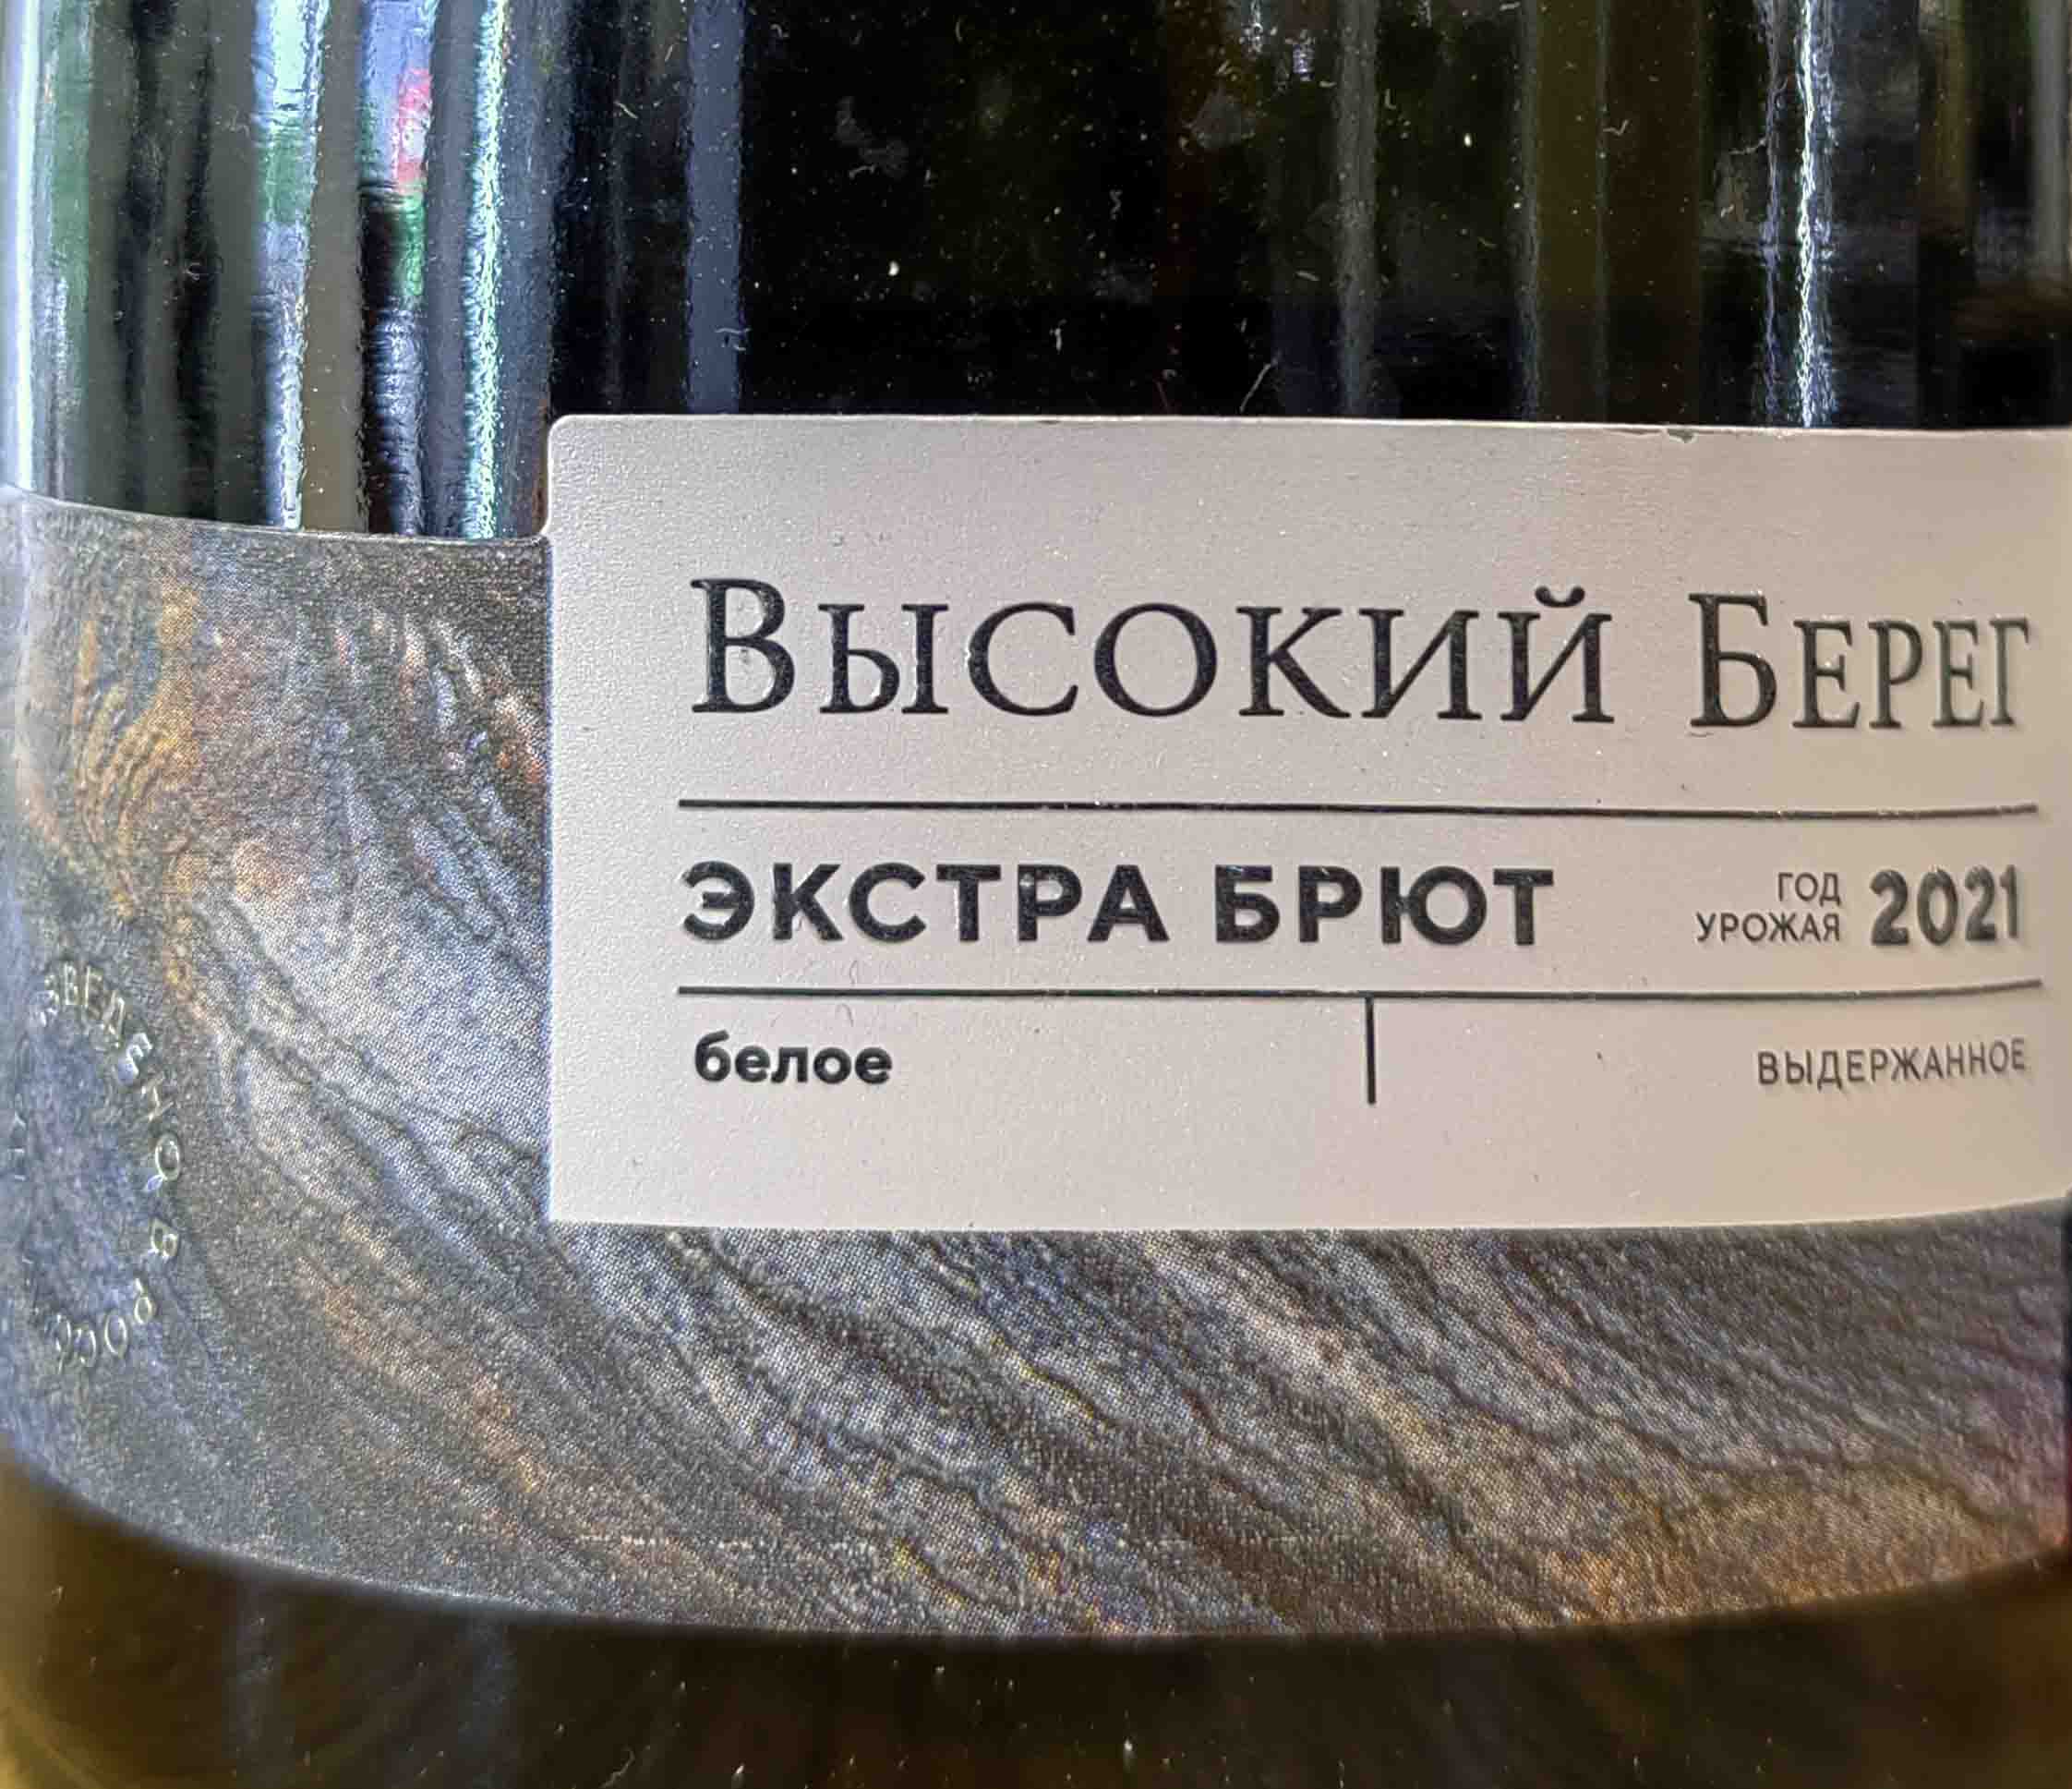 Высокий Берег
ЭКСТРА БРЮТ
ГОД
УРОЖАЯ
2021
белое
ВЫДЕРЖАННОЕ